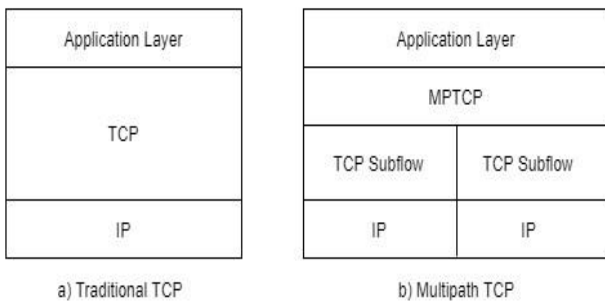 Application Layer
TCP
IP
a) Traditional TCP
Application Layer
MPTCP
TCP Subflow
TCP Subflow
IP
IP
b) Multipath TCP